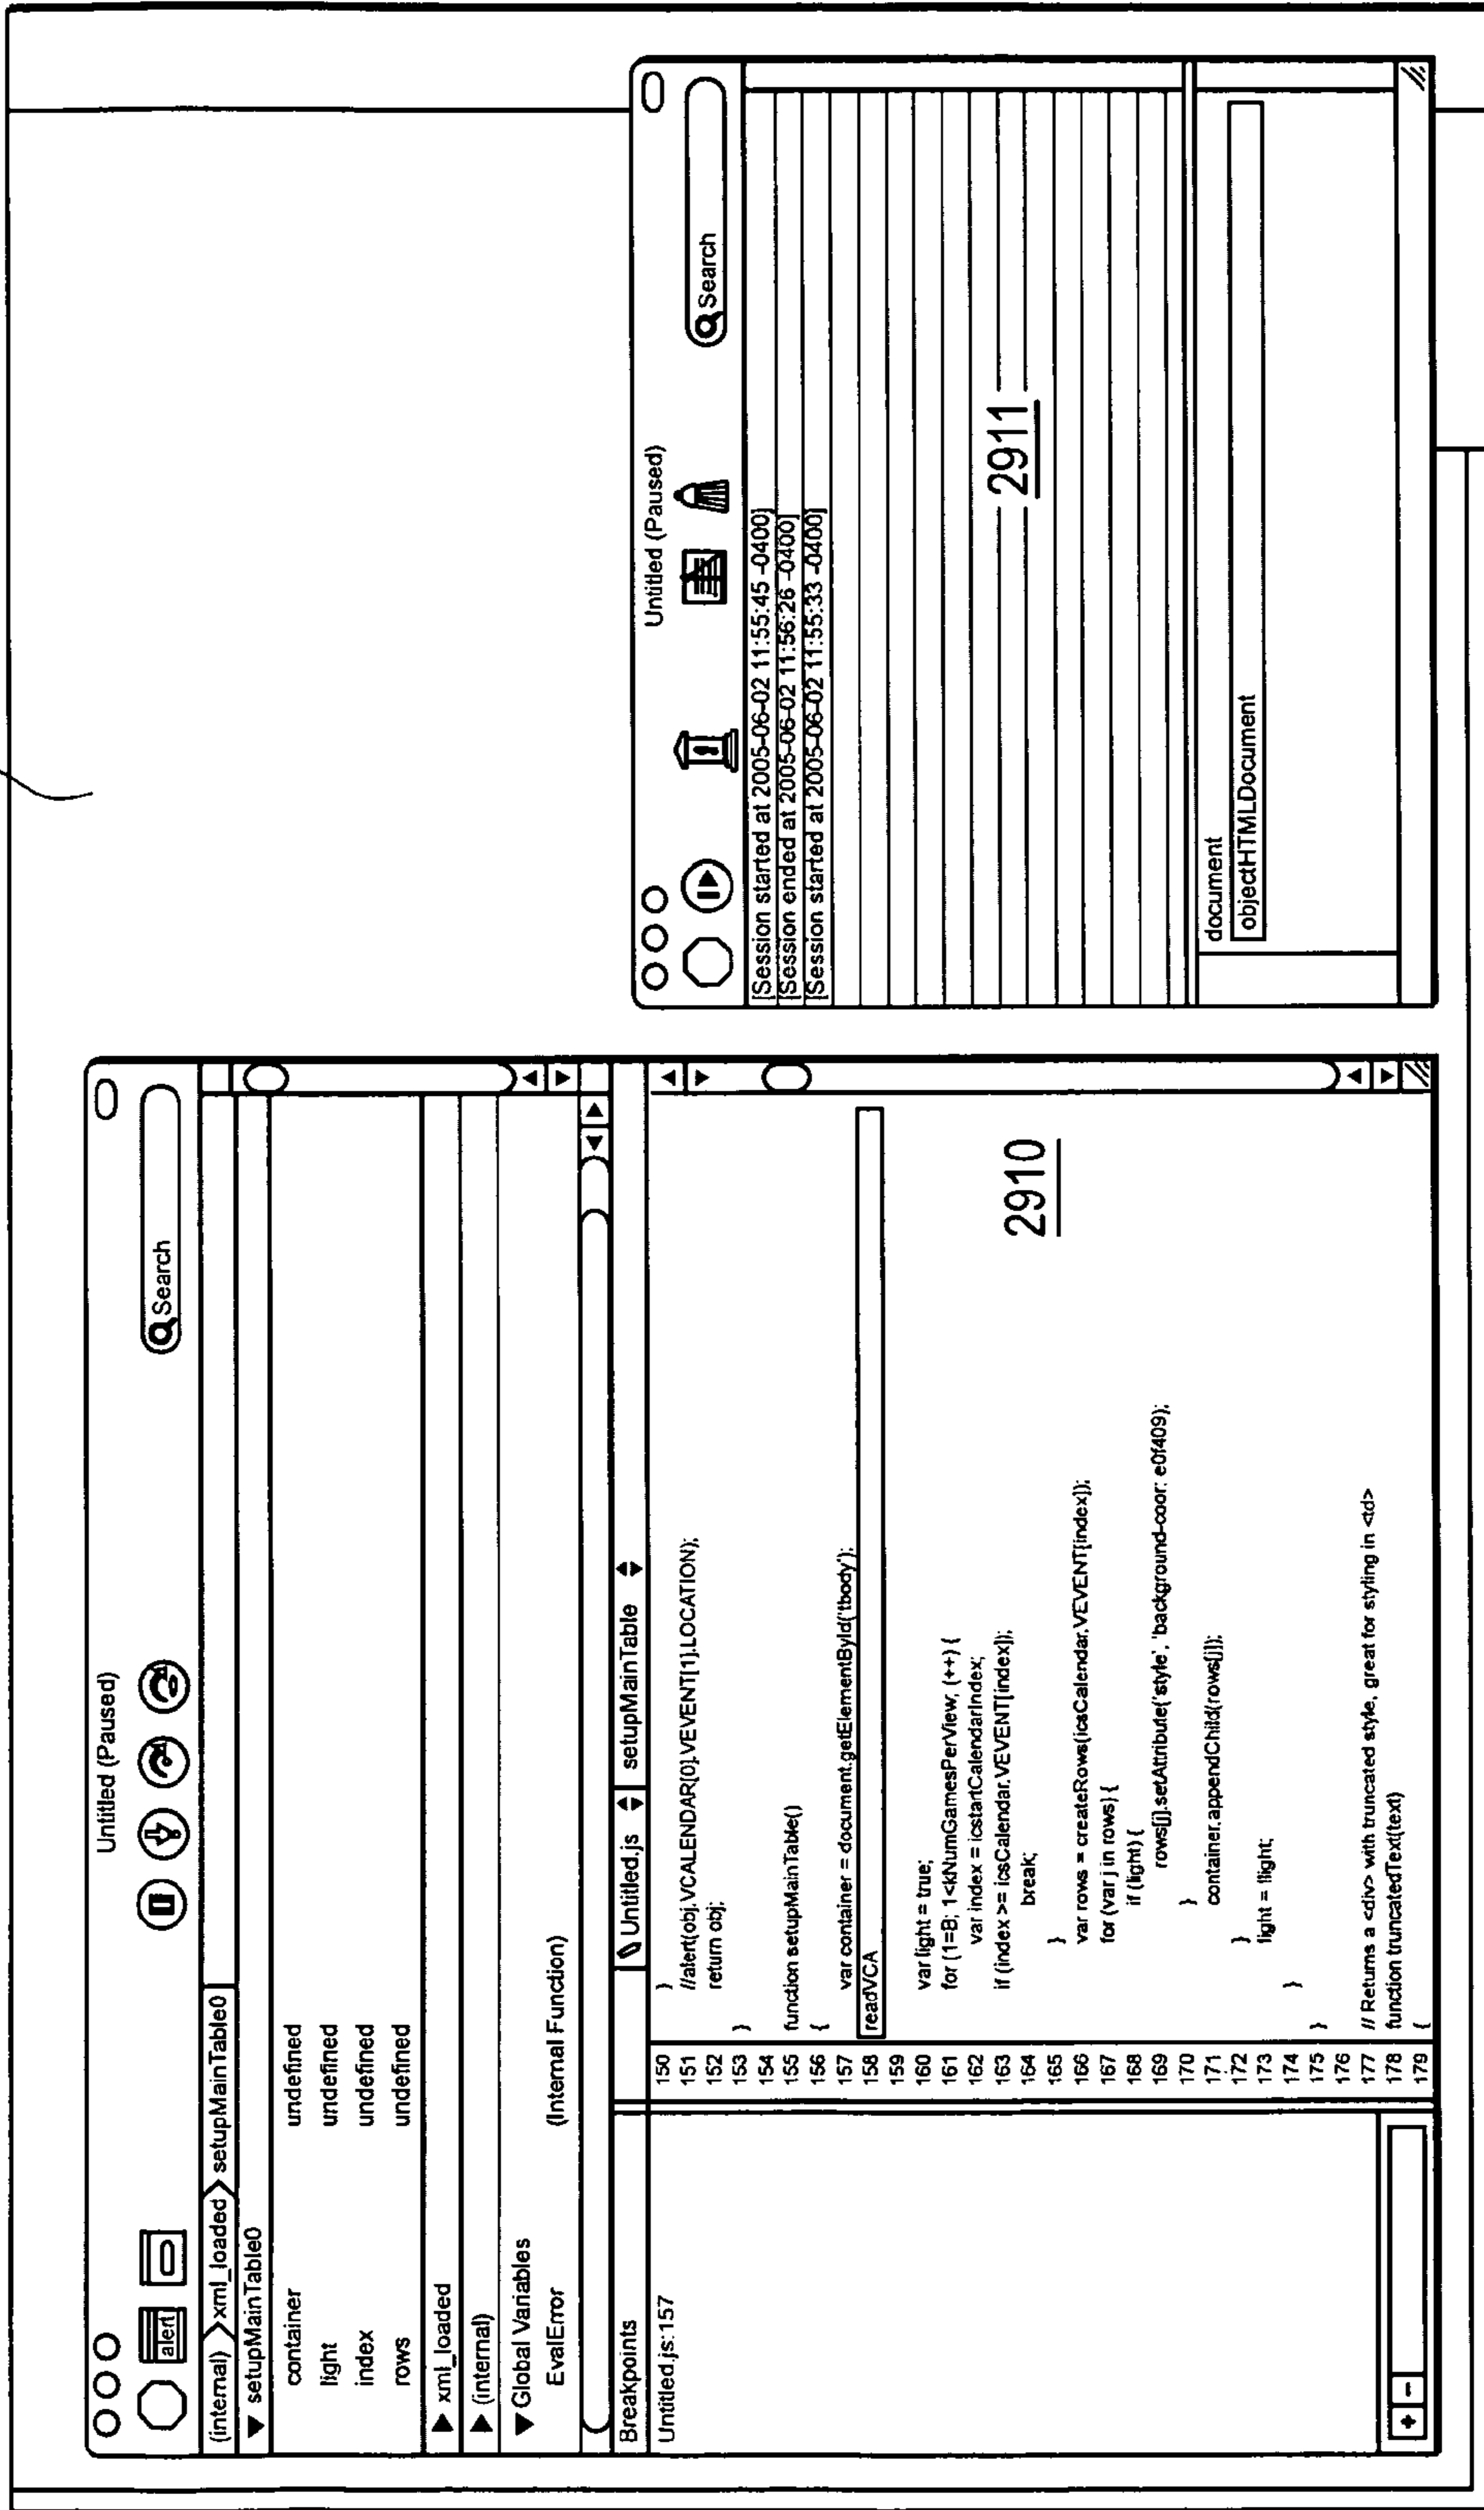 Untitled (Paused)
alert
Search
(internal) xml_loaded setupMainTable0
setupMainTable0
container undefined
light undefined
index undefined
rows undefined
xml_loaded
(internal)
Global Variables
EvalError (Internal Function)
Breakpoints
Untitled.js:157
Untitled.js setupMainTable
150 }
151 //alert(obj.VCALENDAR[0].VEVENT[1].LOCATION);
152 return obj;
153 }
154
155 function setupMainTable()
156 {
157 var container = document.getElementById('tbody');
158 readVCA
159
160 var light = true;
161 for (1=B; 1<kNumGamesPerView; (++) {
162 var index = icstartCalendarIndex;
163 if (index >= icsCalendar.VEVENT[index]);
164 break;
165 }
166 var rows = createRows(icsCalendar.VEVENT[index]);
167 for (var j in rows) {
168 if (light) {
169 rows[j].setAttribute('style', 'background-coor: e0f409);
170 }
171 container.appendChild(rows[j]);
172 }
173 light = !light;
174 }
175 }
176
177 // Returns a <div> with truncated style, great for styling in <td>
178 function truncatedText(text)
179 {
+ -
2910
Untitled (Paused)
Search
[Session started at 2005-06-02 11:55:45 -0400]
[Session ended at 2005-06-02 11:56:26 -0400]
[Session started at 2005-06-02 11:55:33 -0400]
2911
document
objectHTMLDocument